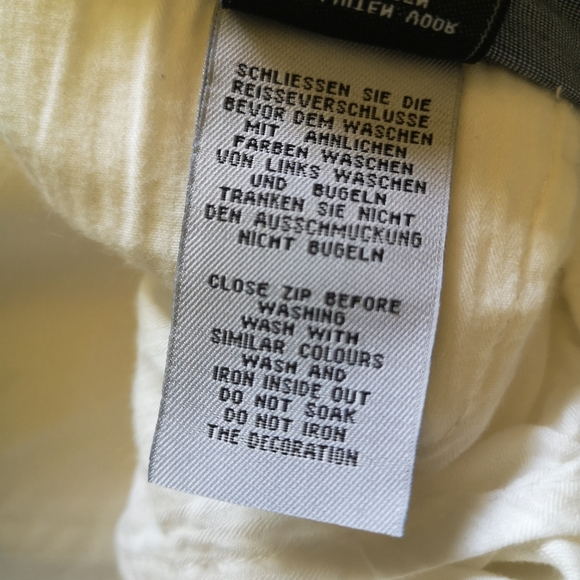 VOOR
SCHLIESSEN SIE DIE
REISSEVERSCHLUSSE
BEVOR DEM WASCHEN
MIT AHNLICHEN
FARBEN WASCHEN
VON LINKS WASCHEN
UND BUGELN
TRANKEN SIE NICHT
DEN AUSSCHMUCKUNG
NICHT BUGELN
CLOSE ZIP BEFORE
WASHING
WASH WITH
SIMILAR COLOURS
WASH AND
IRON INSIDE OUT
DO NOT SOAK
DO NOT IRON
THE DECORATION